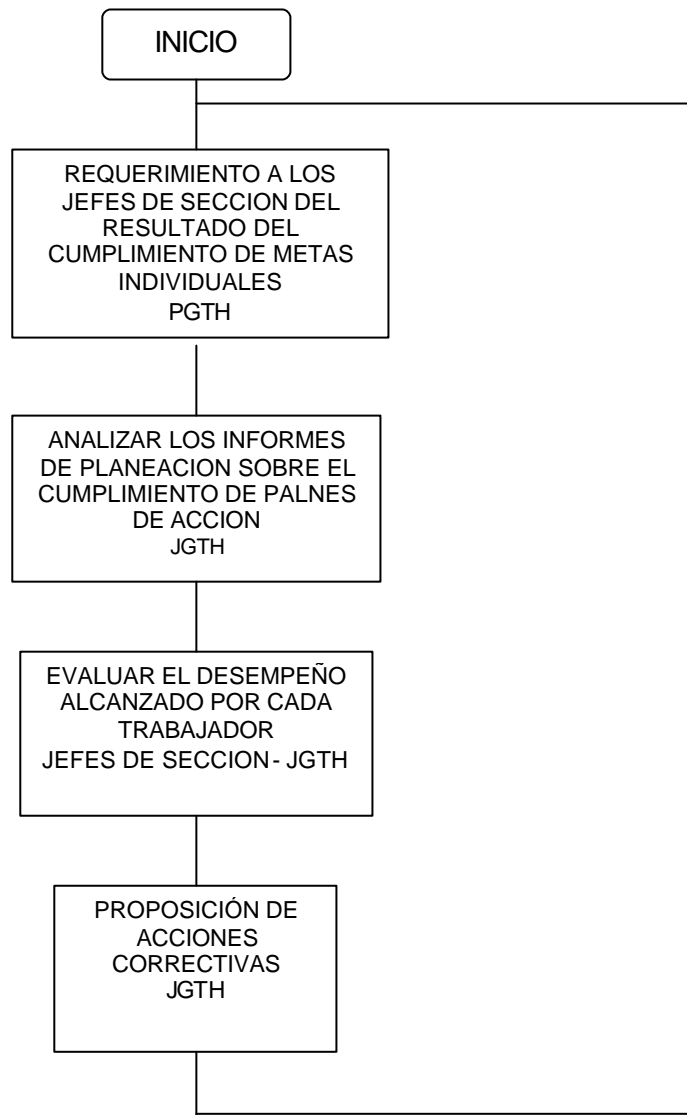 INICIO
REQUERIMIENTO A LOS
JEFES DE SECCION DEL
RESULTADO DEL
CUMPLIMIENTO DE METAS
INDIVIDUALES
PGTH
ANALIZAR LOS INFORMES
DE PLANEACION SOBRE EL
CUMPLIMIENTO DE PALNES
DE ACCION
JGTH
EVALUAR EL DESEMPEÑO
ALCANZADO POR CADA
TRABAJADOR
JEFES DE SECCION - JGTH
PROPOSICIÓN DE
ACCIONES
CORRECTIVAS
JGTH